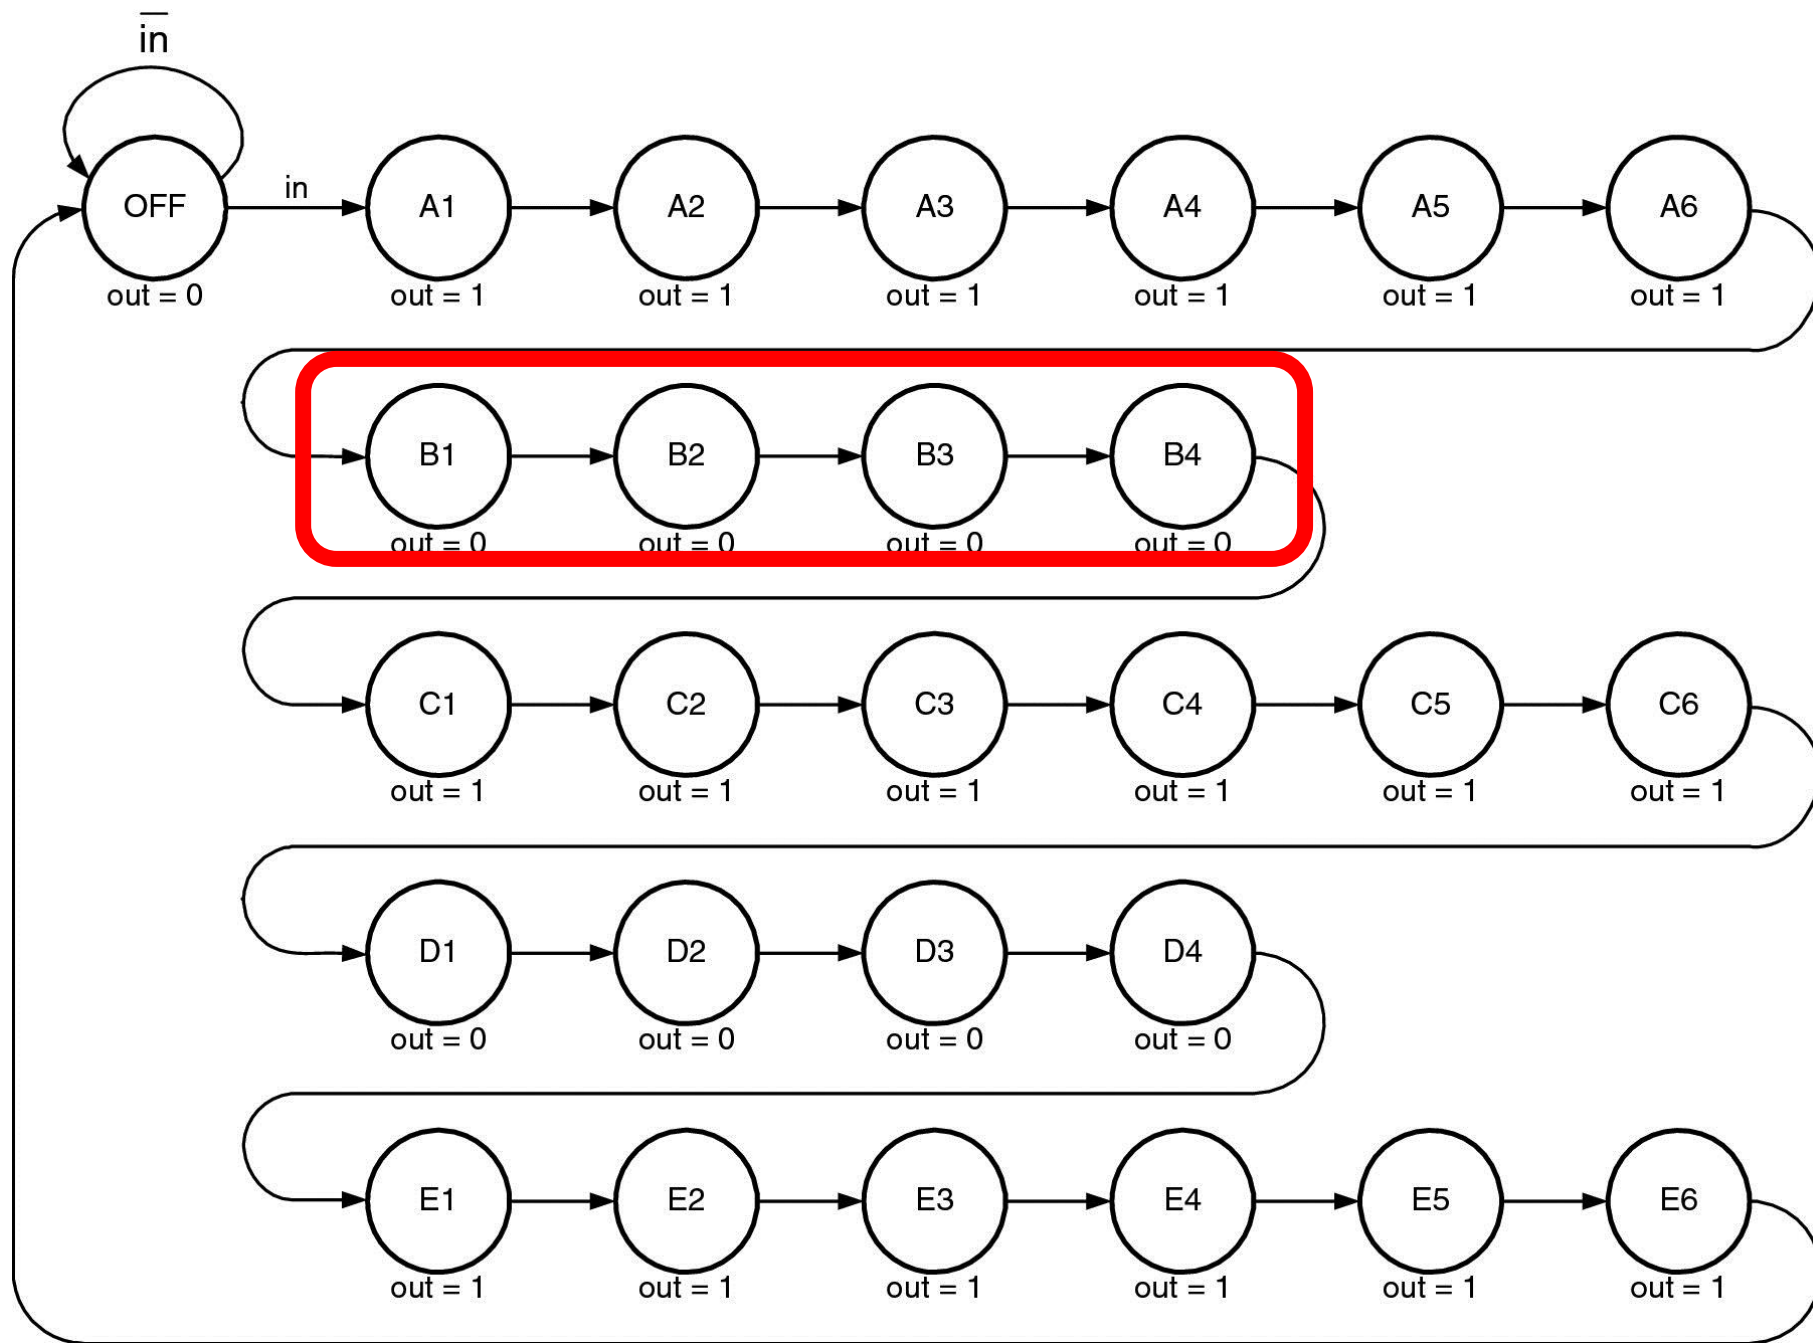 in
OFF in A1 A2 A3 A4 A5 A6
out = 0 out = 1 out = 1 out = 1 out = 1 out = 1 out = 1
B1 B2 B3 B4
out = 0 out = 0 out = 0 out = 0
C1 C2 C3 C4 C5 C6
out = 1 out = 1 out = 1 out = 1 out = 1 out = 1
D1 D2 D3 D4
out = 0 out = 0 out = 0 out = 0
E1 E2 E3 E4 E5 E6
out = 1 out = 1 out = 1 out = 1 out = 1 out = 1